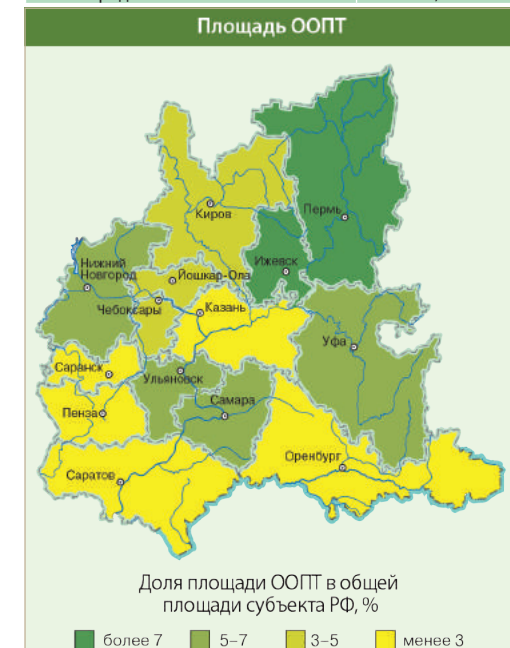 Площадь ООПТ
Киров
Пермь
Ижевск
Нижний
Новгород
Йошкар-Ола
Чебоксары
Казань
Уфа
Саранск
Ульяновск
Самара
Пенза
Оренбург
Саратов
Доля площади ООПТ в общей
площади субъекта РФ, %
более 7 5–7 3–5 менее 3